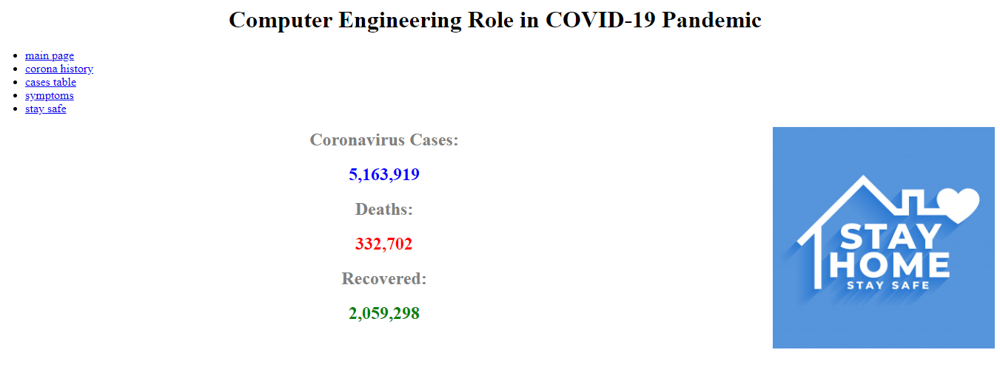 Computer Engineering Role in COVID-19 Pandemic
main page
corona history
cases table
symptoms
stay safe
Coronavirus Cases:
5,163,919
Deaths:
332,702
Recovered:
2,059,298
STAY
HOME
STAY SAFE